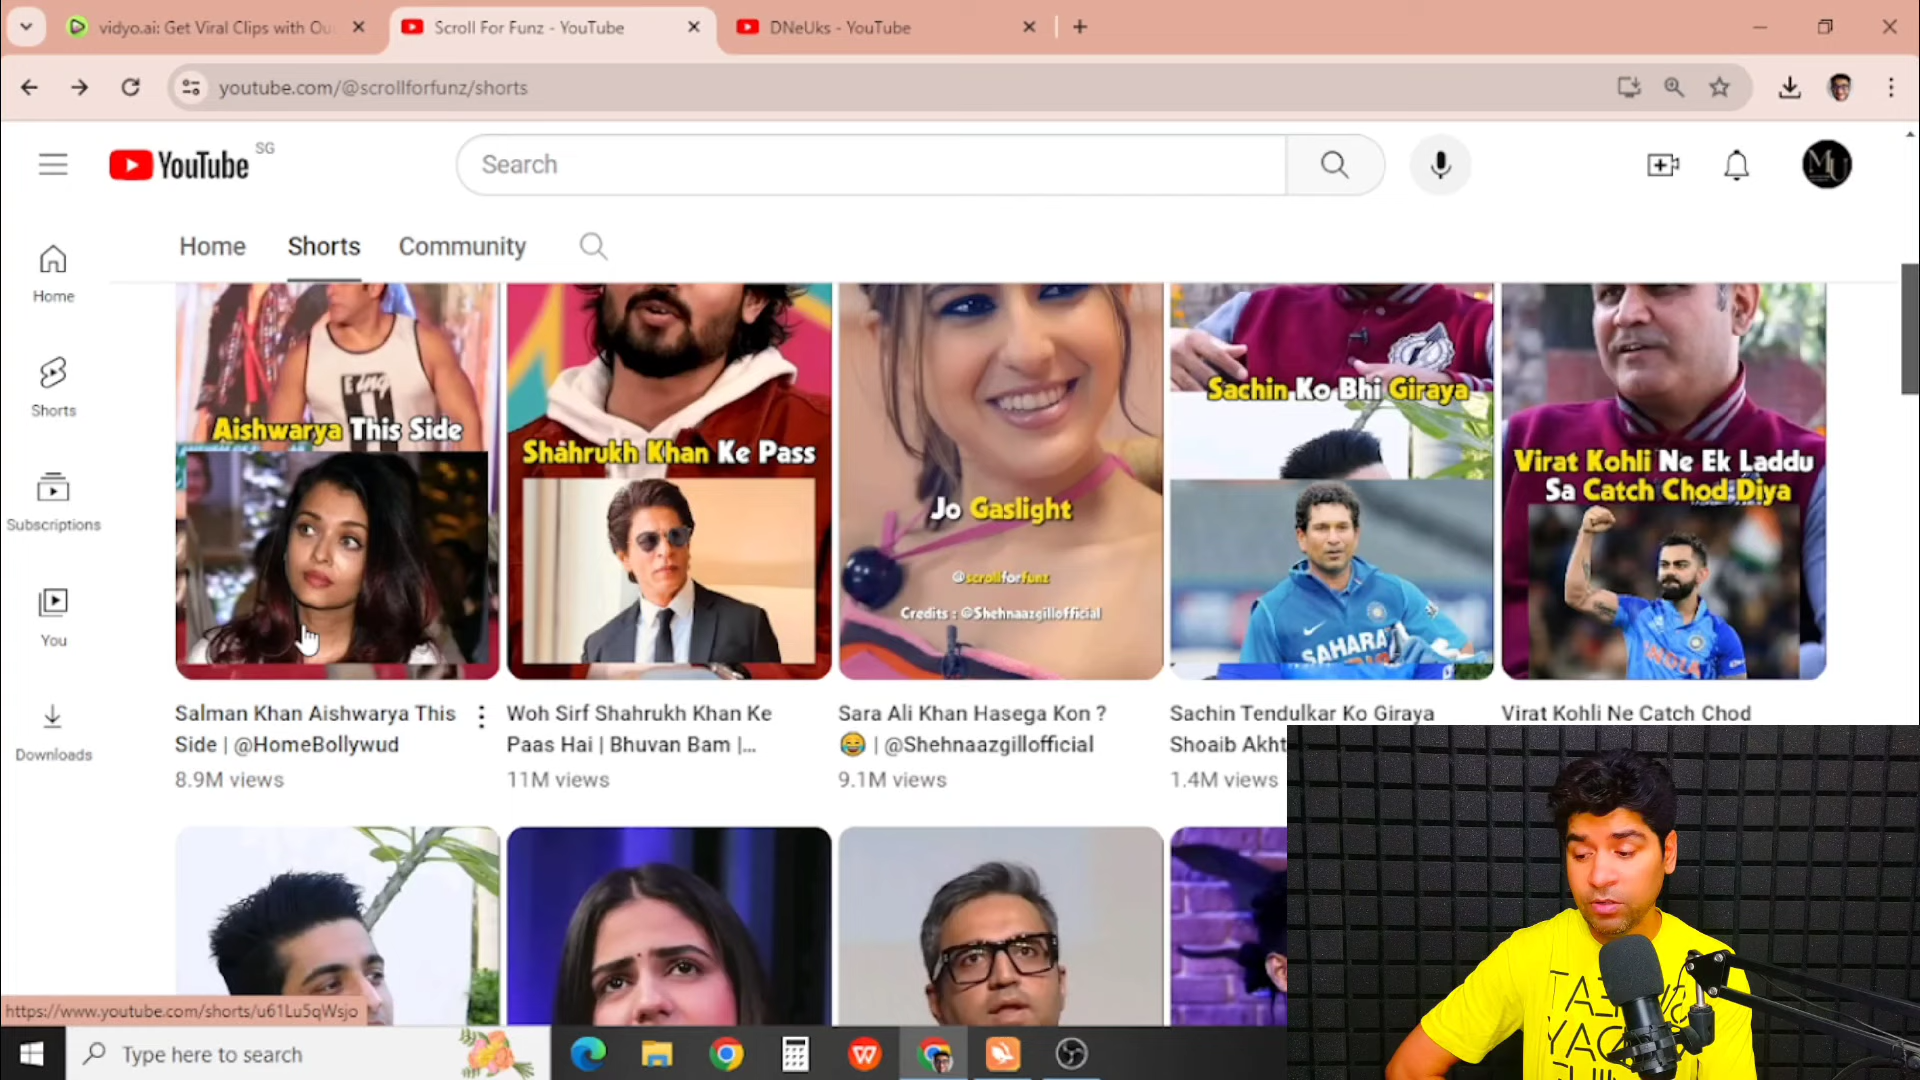 vidyo.ai: Get Viral Clips with Ou
Scroll For Funz - YouTube
DNeUks - YouTube
youtube.com/@scrollforfunz/shorts
YouTube SG
Search
MU
Home
Shorts
Community
Home
Shorts
Subscriptions
You
Downloads
Aishwarya This Side
Shahrukh Khan Ke Pass
Jo Gaslight
@scrollforfunz
Credits : @Shehnaazgillofficial
Sachin Ko Bhi Giraya
SAHARA
Virat Kohli Ne Ek Laddu
Sa Catch Chod Diya
INDIA
Salman Khan Aishwarya This
Side | @HomeBollywud
8.9M views
Woh Sirf Shahrukh Khan Ke
Paas Hai | Bhuvan Bam |...
11M views
Sara Ali Khan Hasega Kon ?
😂 | @Shehnaazgillofficial
9.1M views
Sachin Tendulkar Ko Giraya
Shoaib Akht
1.4M views
Virat Kohli Ne Catch Chod
https://www.youtube.com/shorts/u61Lu5qWsjo
Type here to search